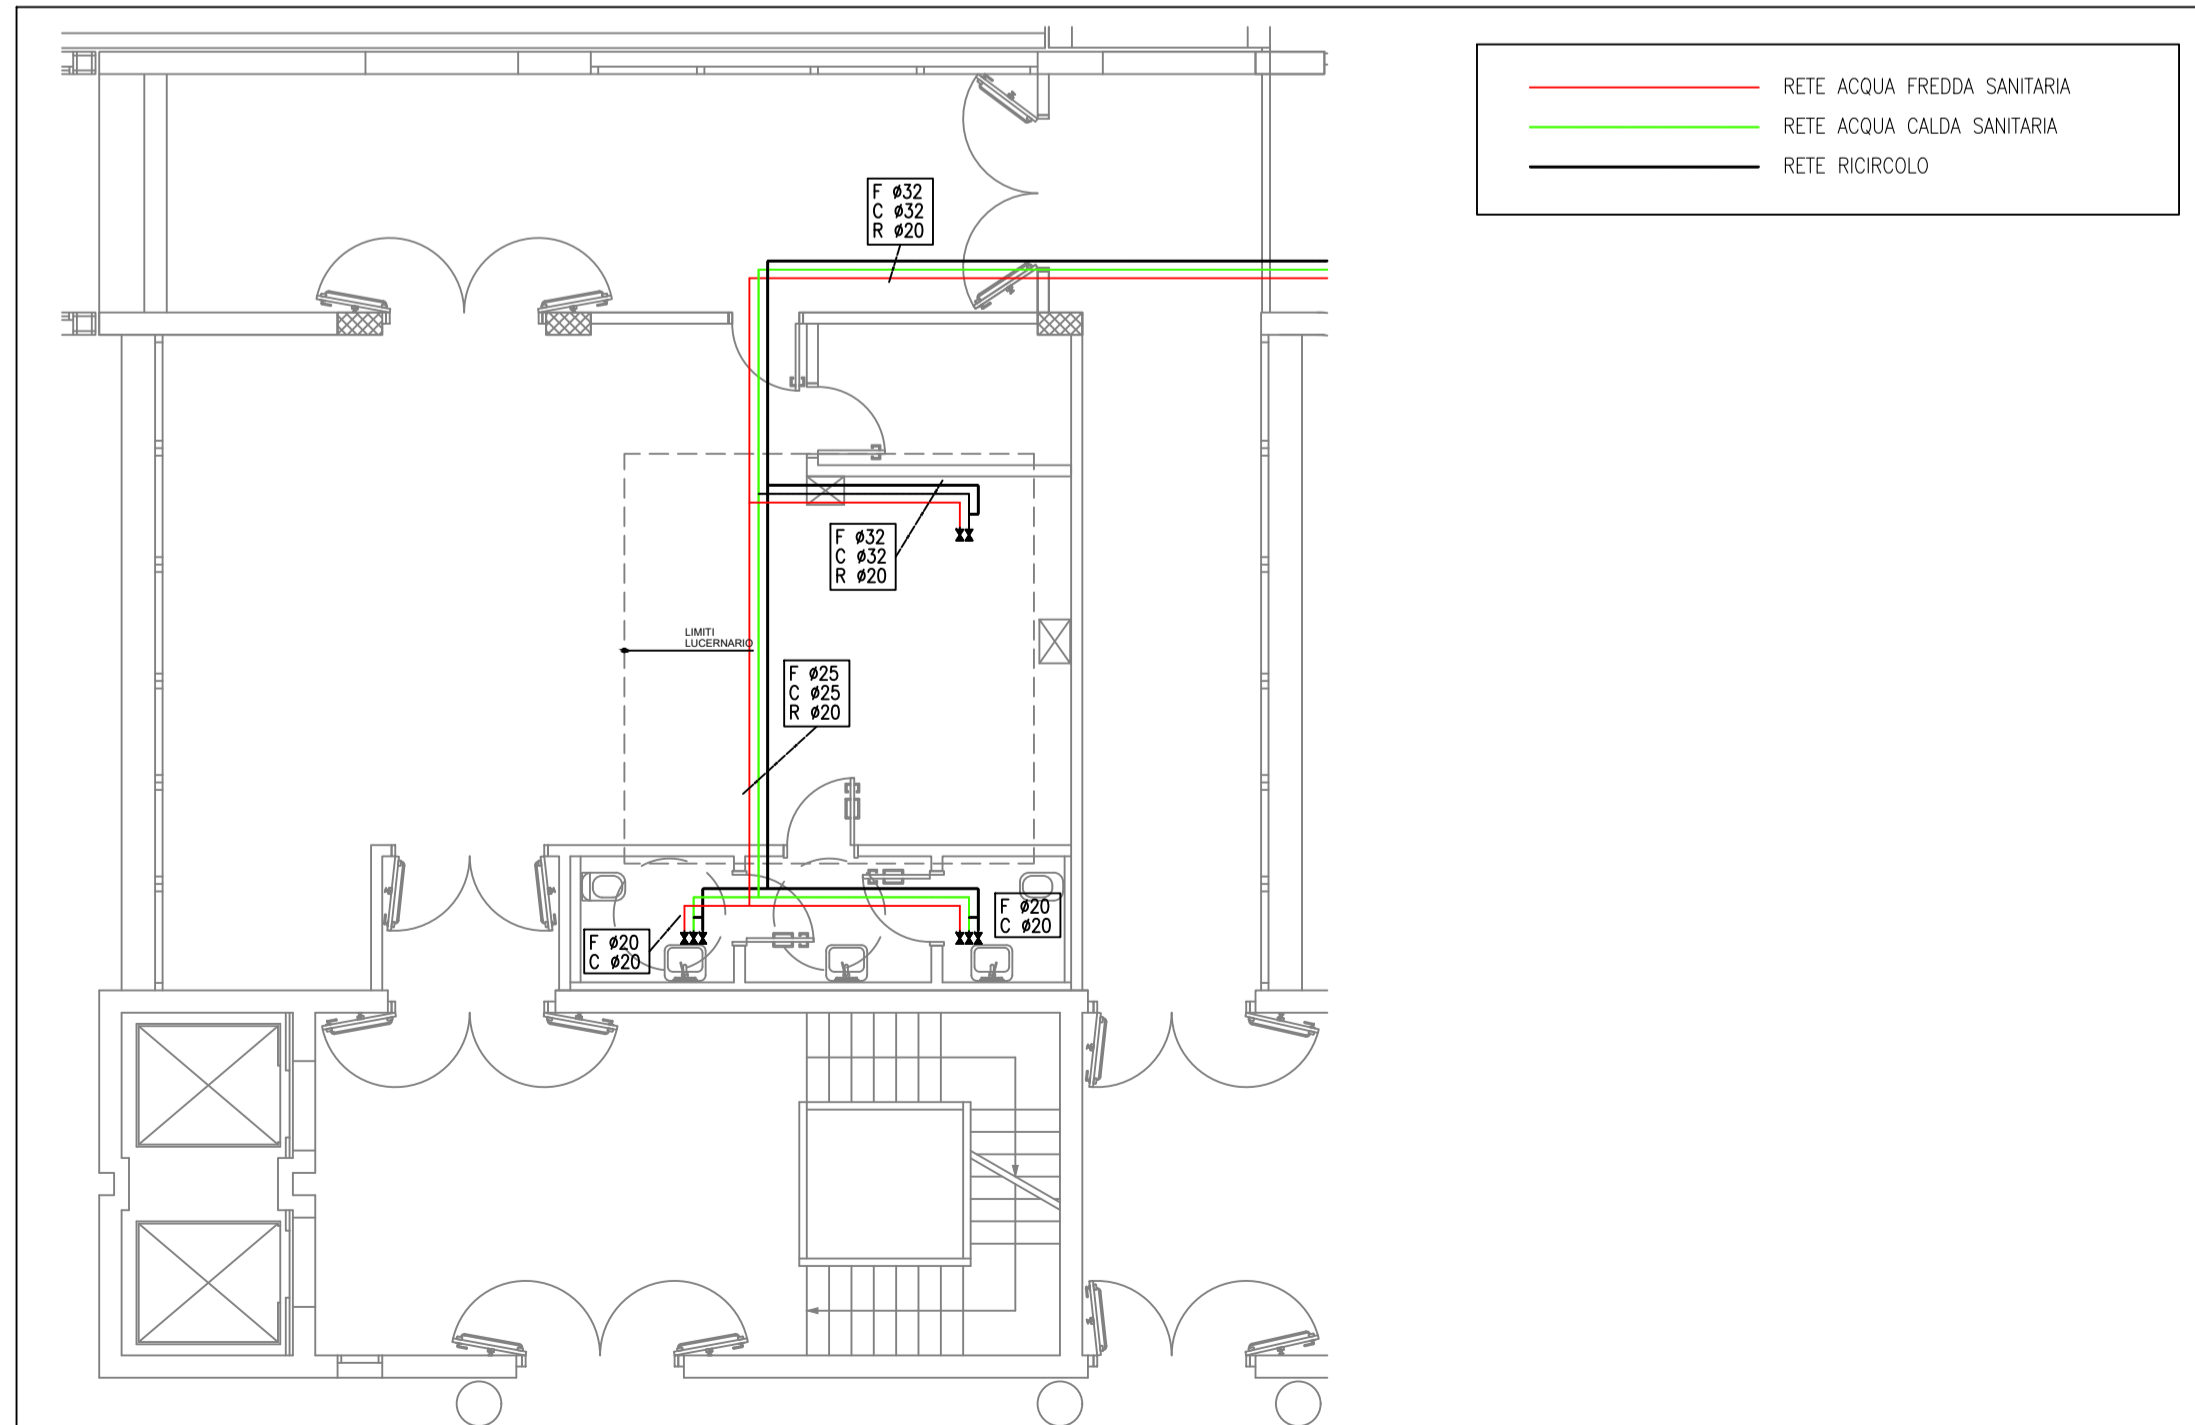 RETE ACQUA FREDDA SANITARIA
RETE ACQUA CALDA SANITARIA
RETE RICIRCOLO
F ø32
C ø32
R ø20
F ø32
C ø32
R ø20
LIMITI
LUCERNARIO
F ø25
C ø25
R ø20
F ø20
C ø20
F ø20
C ø20